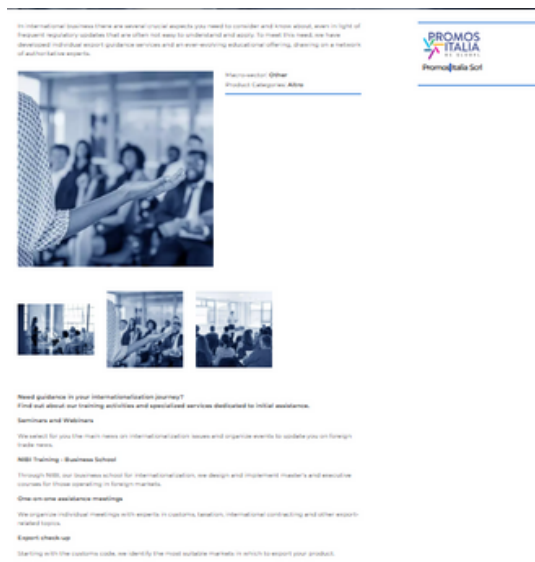 In international business there are several crucial aspects you need to consider and know about, even in light of
frequent regulatory updates that are often not easy to understand and apply. To meet this need, we have
developed individual export guidance services and an ever-evolving educational offering, drawing on a network
of authoritative experts.
PROMOS
ITALIA
BE GLOBAL
Promos Italia Scrl
Macro-sector: Other
Product Categories: Altro
Need guidance in your internationalization journey?
Find out about our training activities and specialized services dedicated to initial assistance.
Seminars and Webinars
We select for you the main news on internationalization issues and organize events to update you on foreign
trade news.
NIBI Training - Business School
Through NIBI, our business school for internationalization, we design and implement master's and executive
courses for those operating in foreign markets.
One-on-one assistance meetings
We organize individual meetings with experts in customs, taxation, international contracting and other export-
related topics.
Export check-up
Starting with the customs code, we identify the most suitable markets in which to export your product.